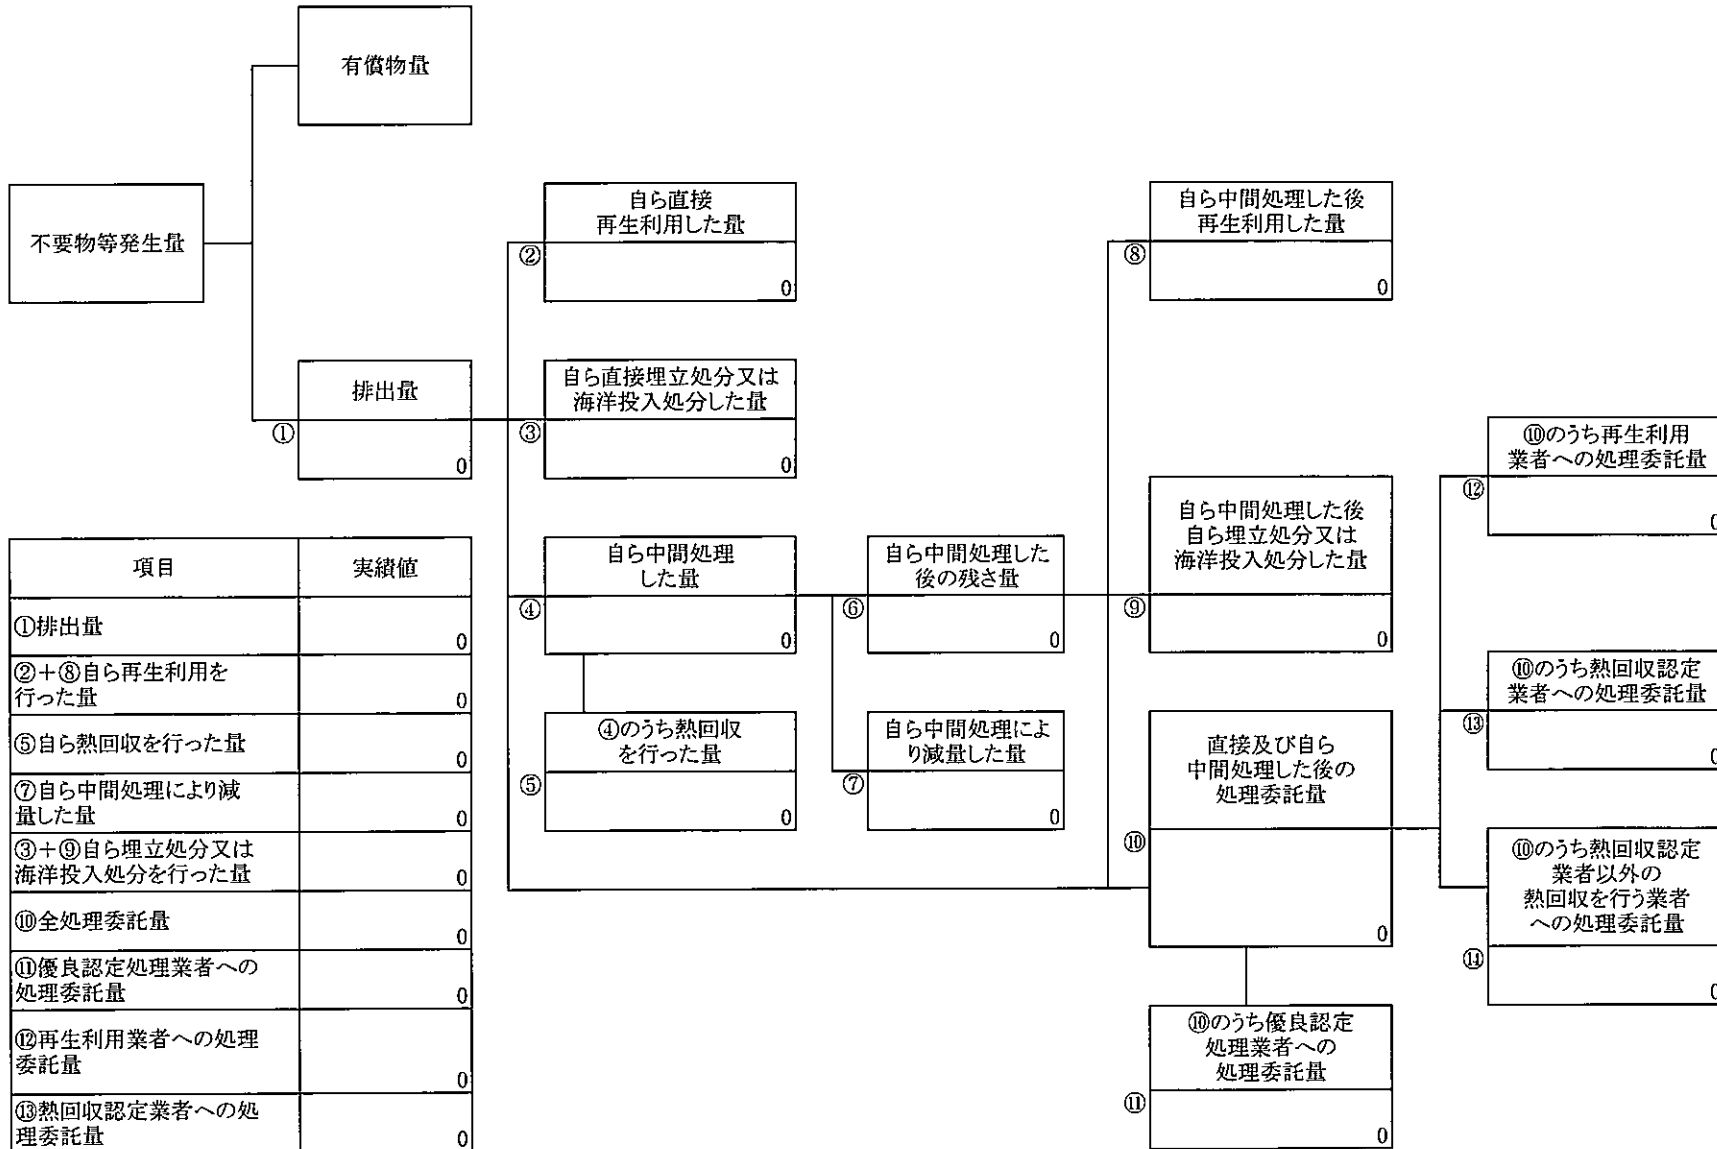 有償物量
不要物等発生量
自ら直接
再生利用した量
②
0
自ら中間処理した後
再生利用した量
⑧
0
排出量
①
0
自ら直接埋立処分又は
海洋投入処分した量
③
0
⑩のうち再生利用
業者への処理委託量
⑫
0
自ら中間処理した後
自ら埋立処分又は
海洋投入処分した量
⑨
0
自ら中間処理
した量
④
0
自ら中間処理した
後の残さ量
⑥
0
⑩のうち熱回収認定
業者への処理委託量
⑬
0
④のうち熱回収
を行った量
⑤
0
自ら中間処理によ
り減量した量
⑦
0
直接及び自ら
中間処理した後の
処理委託量
⑩
0
⑩のうち熱回収認定
業者以外の
熱回収を行う業者
への処理委託量
⑭
0
⑩のうち優良認定
処理業者への
処理委託量
⑪
0
項目 実績値
①排出量
0
②+⑧自ら再生利用を
行った量 0
⑤自ら熱回収を行った量
0
⑦自ら中間処理により減
量した量 0
③+⑨自ら埋立処分又は
海洋投入処分を行った量 0
⑩全処理委託量
0
⑪優良認定処理業者への
処理委託量 0
⑫再生利用業者への処理
委託量
0
⑬熱回収認定業者への処
理委託量 0